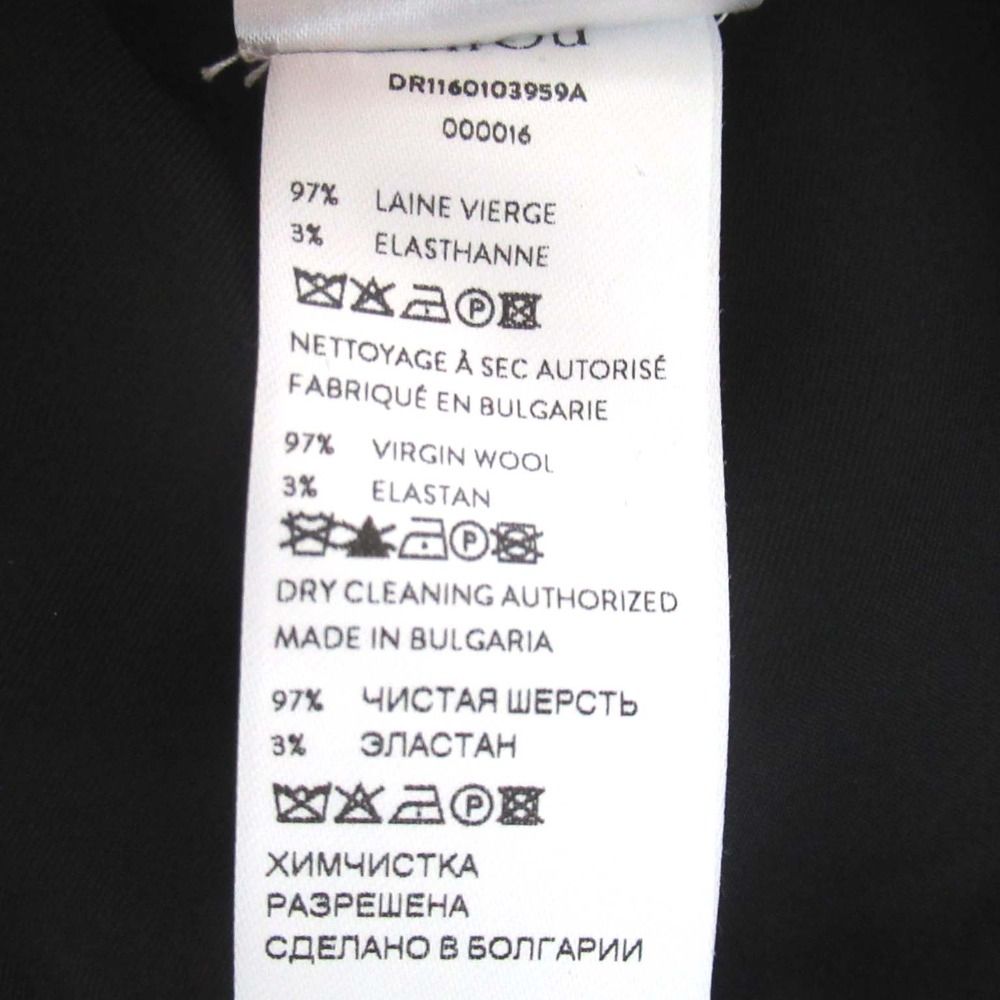 DR1160103959A
000016
97% LAINE VIERGE
3% ELASTHANNE
P
NETTOYAGE À SEC AUTORISÉ
FABRIQUÉ EN BULGARIE
97% VIRGIN WOOL
3% ELASTAN
P
DRY CLEANING AUTHORIZED
MADE IN BULGARIA
97% ЧИСТАЯ ШЕРСТЬ
3% ЭЛАСТАН
P
ХИМЧИСТКА
РАЗРЕШЕНА
СДЕЛАНО В БОЛГАРИИ